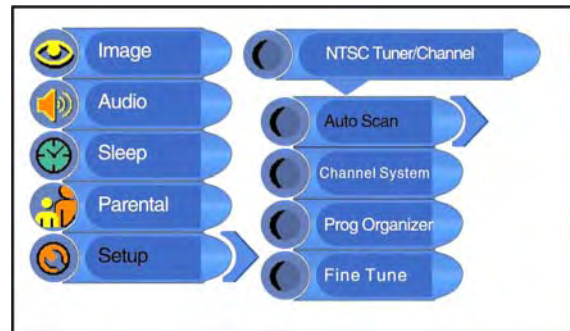 Image
Audio
Sleep
Parental
Setup
NTSC Tuner/Channel
Auto Scan
Channel System
Prog Organizer
Fine Tune